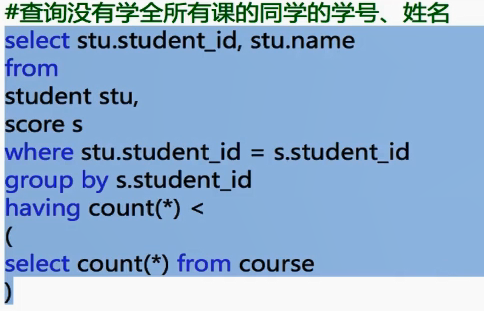 #查询没有学全所有课的同学的学号、姓名
select stu.student_id, stu.name
from
student stu,
score s
where stu.student_id = s.student_id
group by s.student_id
having count(*) <
(
select count(*) from course
)